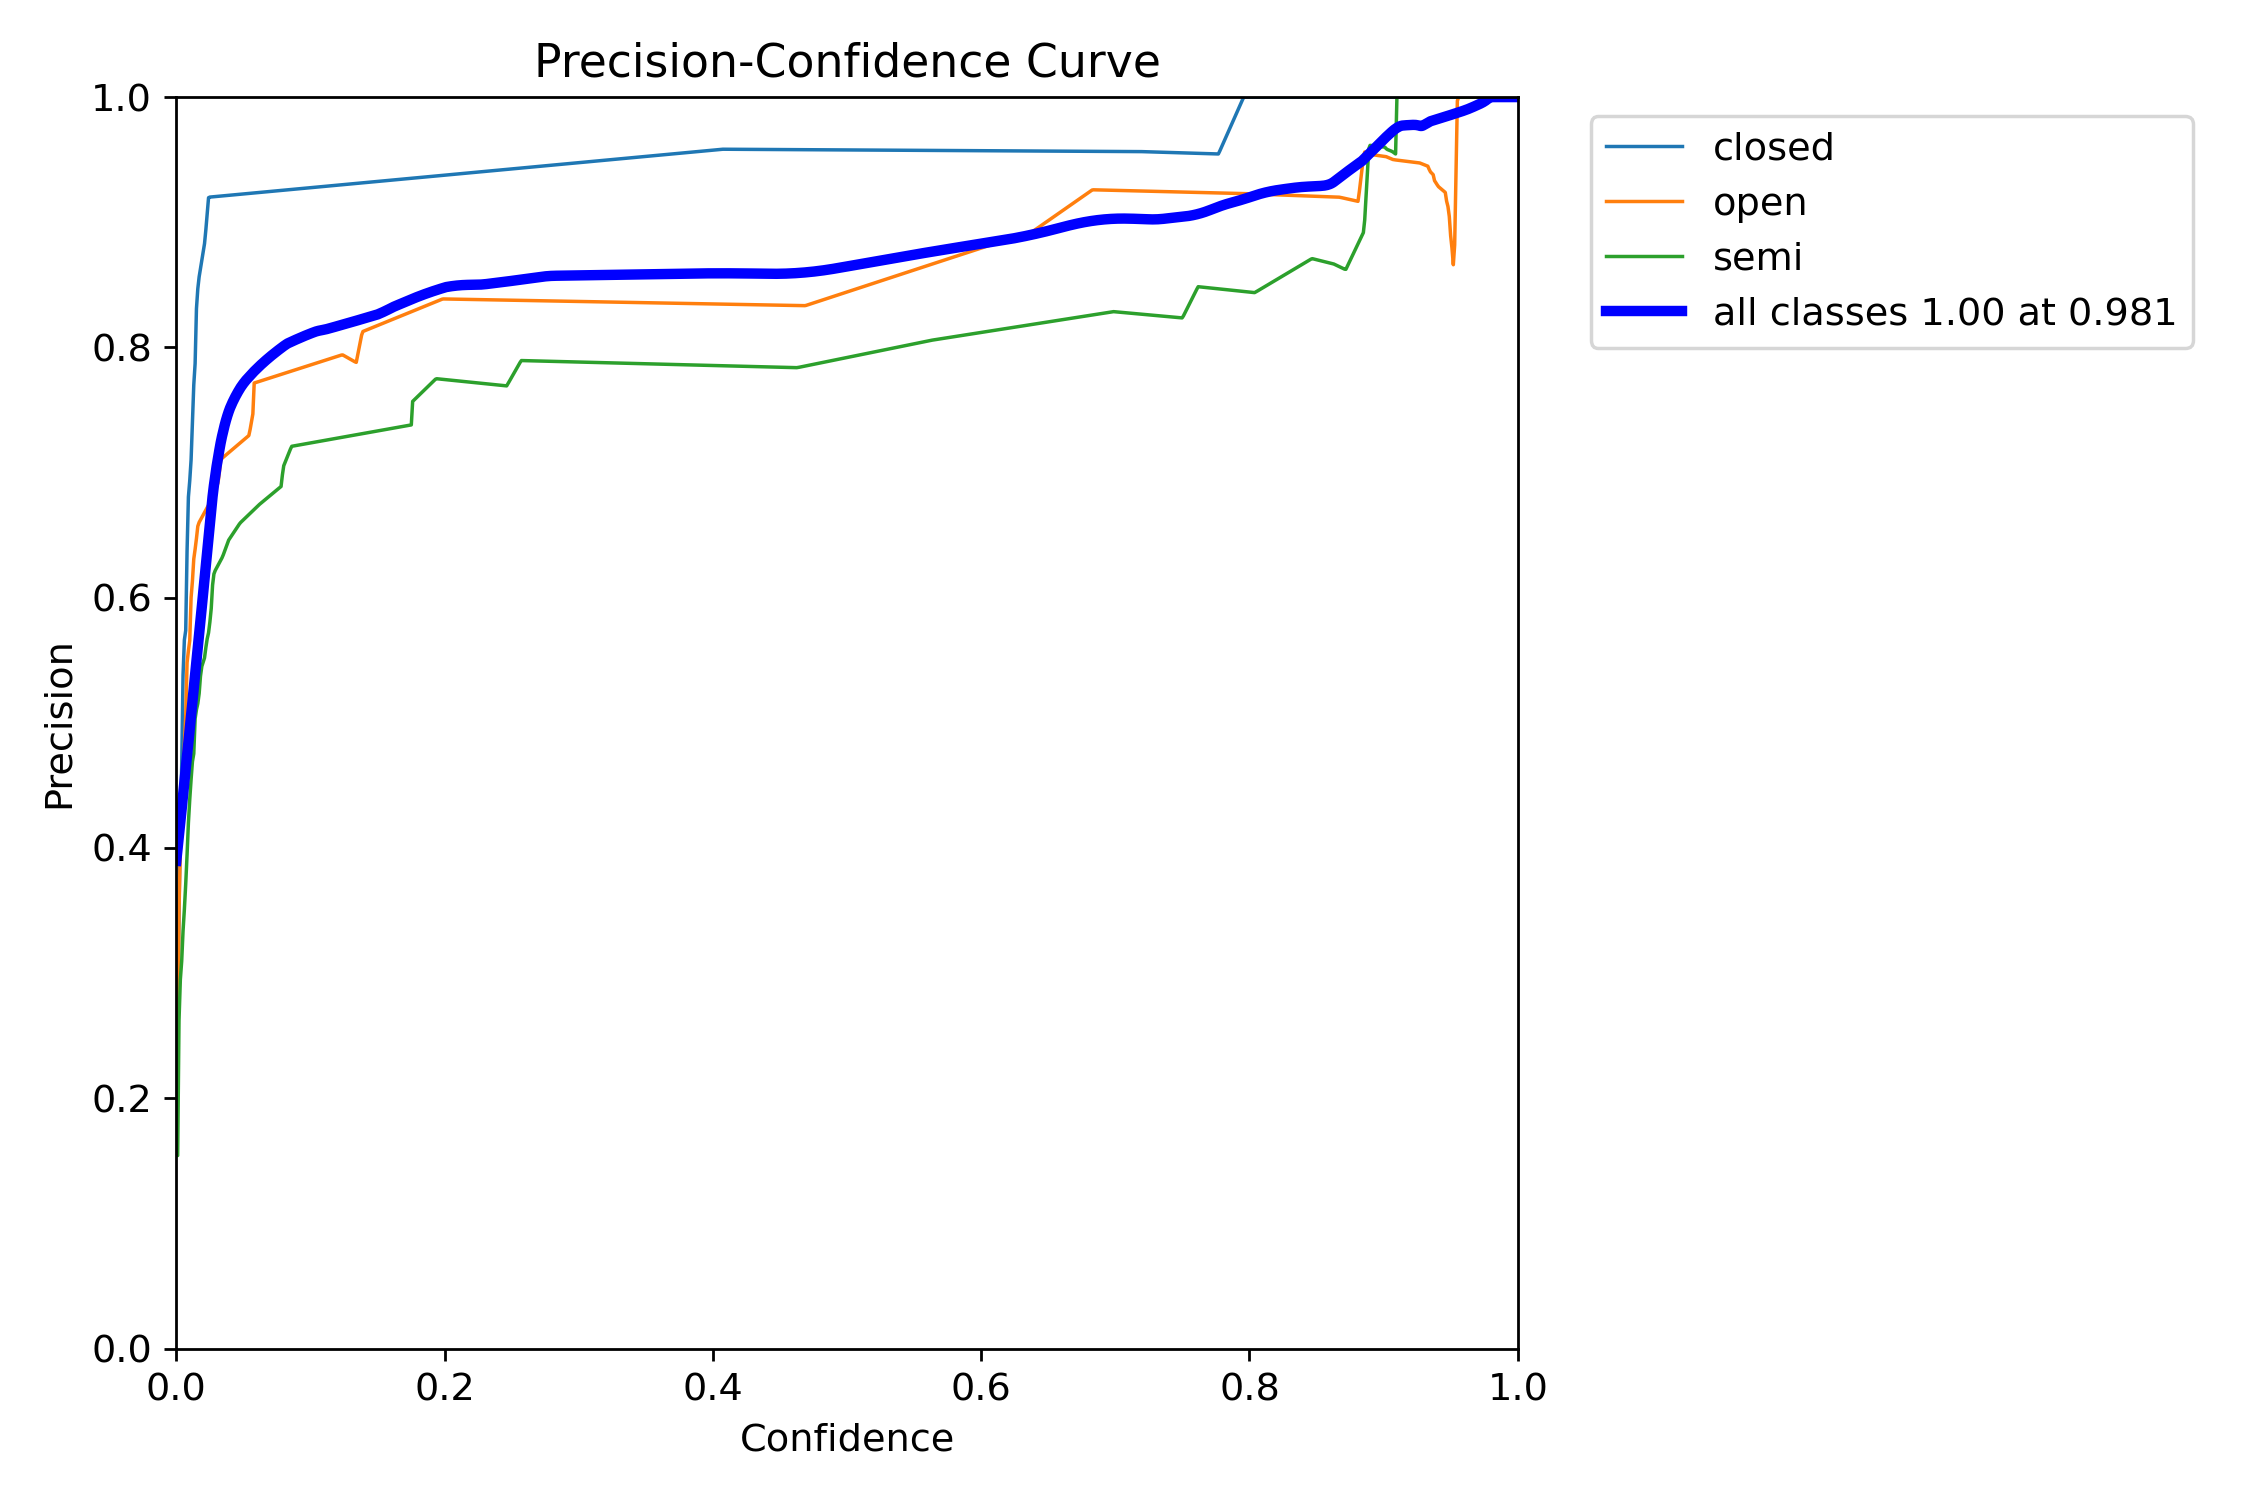 Precision-Confidence Curve
1.0
0.8
0.6
0.4
0.2
0.0
Precision
0.0 0.2 0.4 0.6 0.8 1.0
Confidence
closed
open
semi
all classes 1.00 at 0.981